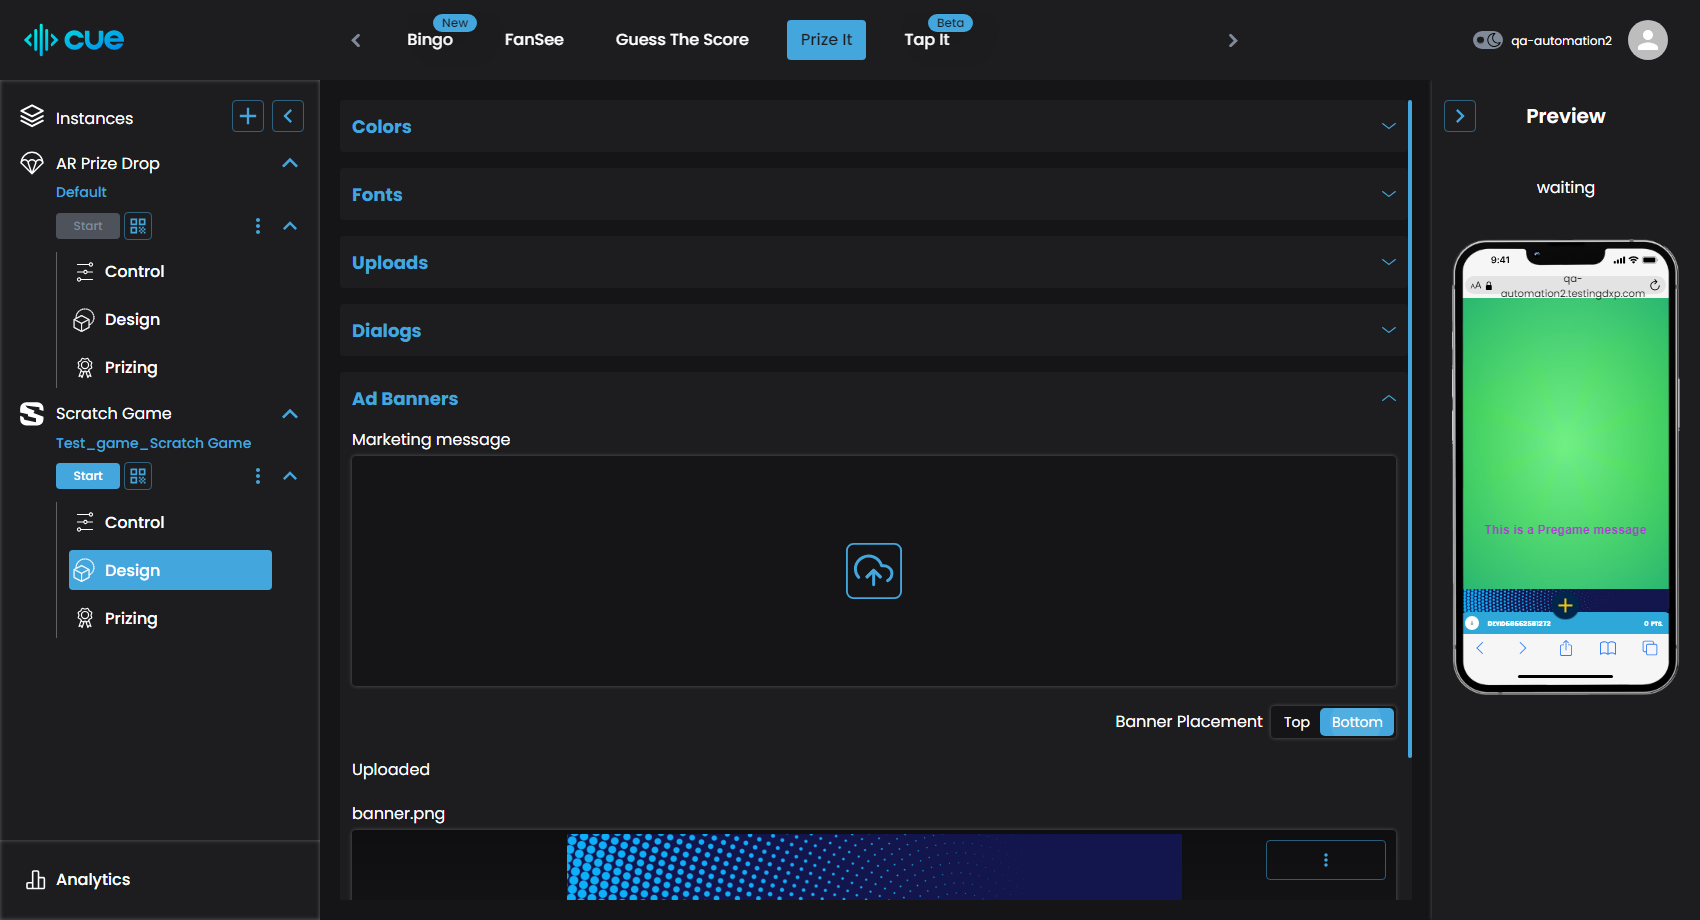 cue
Bingo
New
FanSee
Guess The Score
Prize It
Tap It
Beta
qa-automation2
Instances
AR Prize Drop
Default
Start
Control
Design
Prizing
Scratch Game
Test_game_Scratch Game
Start
Control
Design
Prizing
Analytics
Colors
Fonts
Uploads
Dialogs
Ad Banners
Marketing message
Banner Placement
Top
Bottom
Uploaded
banner.png
Preview
waiting
9:41
AA
qa-
automation2.testingdxp.com
This is a Pregame message
0 PTS.